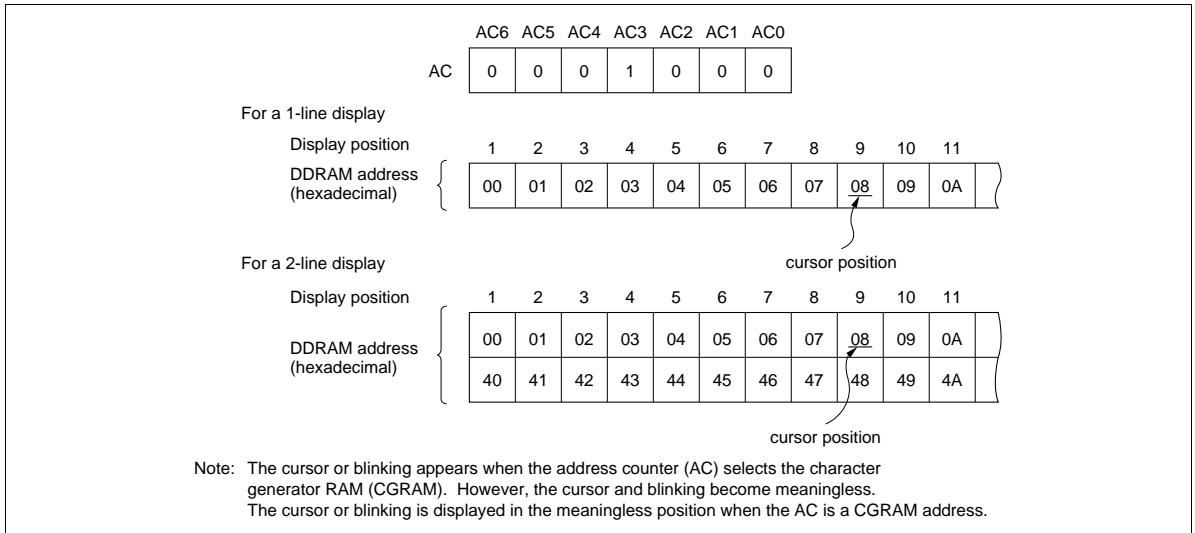 AC6 AC5 AC4 AC3 AC2 AC1 AC0
AC 0 0 0 1 0 0 0
For a 1-line display
Display position 1 2 3 4 5 6 7 8 9 10 11
DDRAM address
(hexadecimal)
00 01 02 03 04 05 06 07 08 09 0A
cursor position
For a 2-line display
Display position 1 2 3 4 5 6 7 8 9 10 11
DDRAM address
(hexadecimal)
00 01 02 03 04 05 06 07 08 09 0A
40 41 42 43 44 45 46 47 48 49 4A
cursor position
Note: The cursor or blinking appears when the address counter (AC) selects the character
generator RAM (CGRAM). However, the cursor and blinking become meaningless.
The cursor or blinking is displayed in the meaningless position when the AC is a CGRAM address.